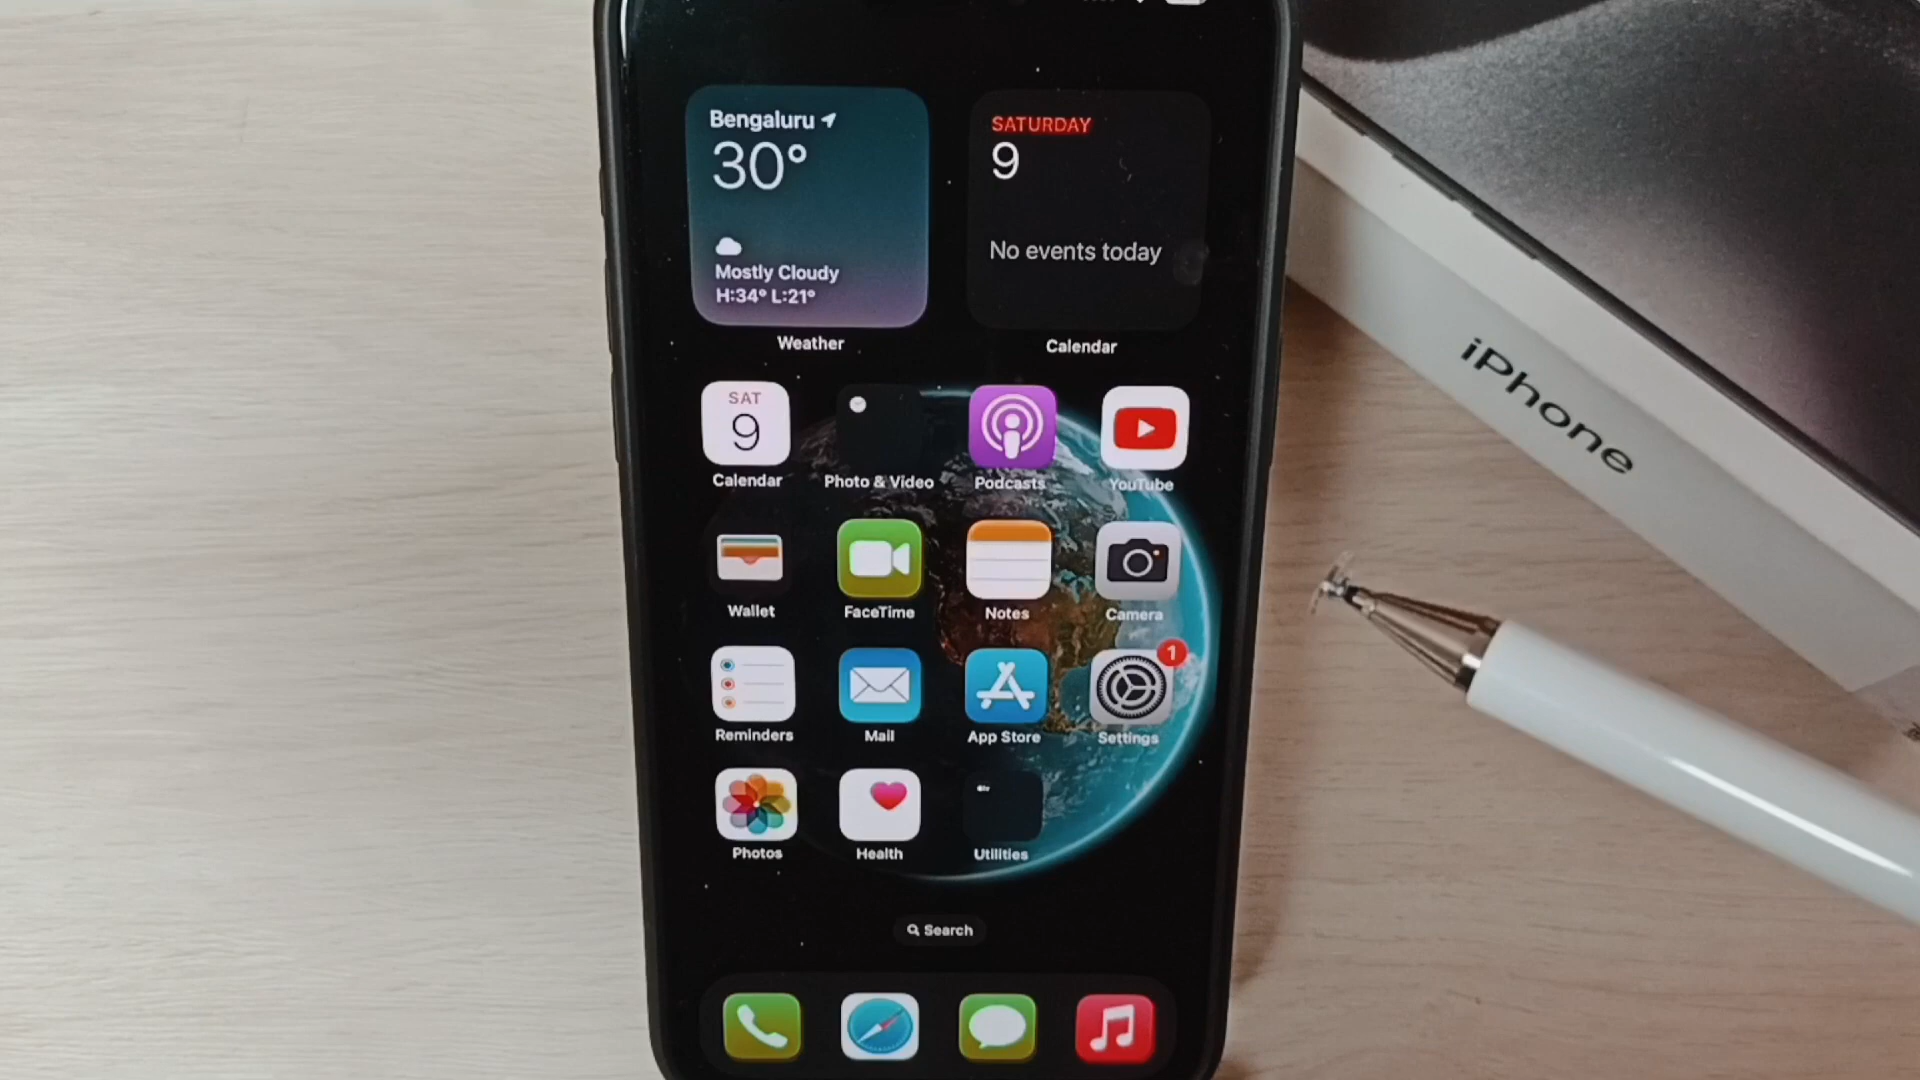 Bengaluru
30°
Mostly Cloudy
H:34° L:21°
Weather
SATURDAY
9
No events today
Calendar
SAT
9
Calendar
Photo & Video
Podcasts
YouTube
Wallet
FaceTime
Notes
Camera
Reminders
Mail
App Store
1
Settings
Photos
Health
Utilities
Search
iPhone